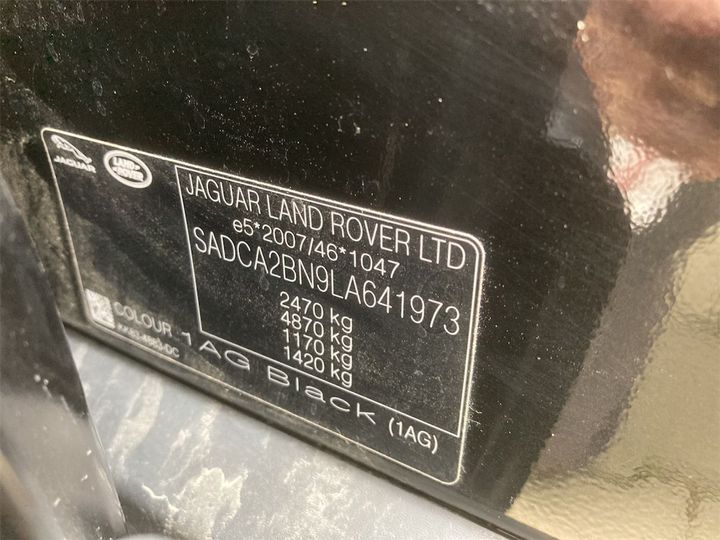 JAGUAR
LAND ROVER
JAGUAR LAND ROVER LTD
e5*2007/46*1047
SADCA2BN9LA641973
2470 kg
4870 kg
1170 kg
1420 kg
COLOUR 1AG Black (1AG)